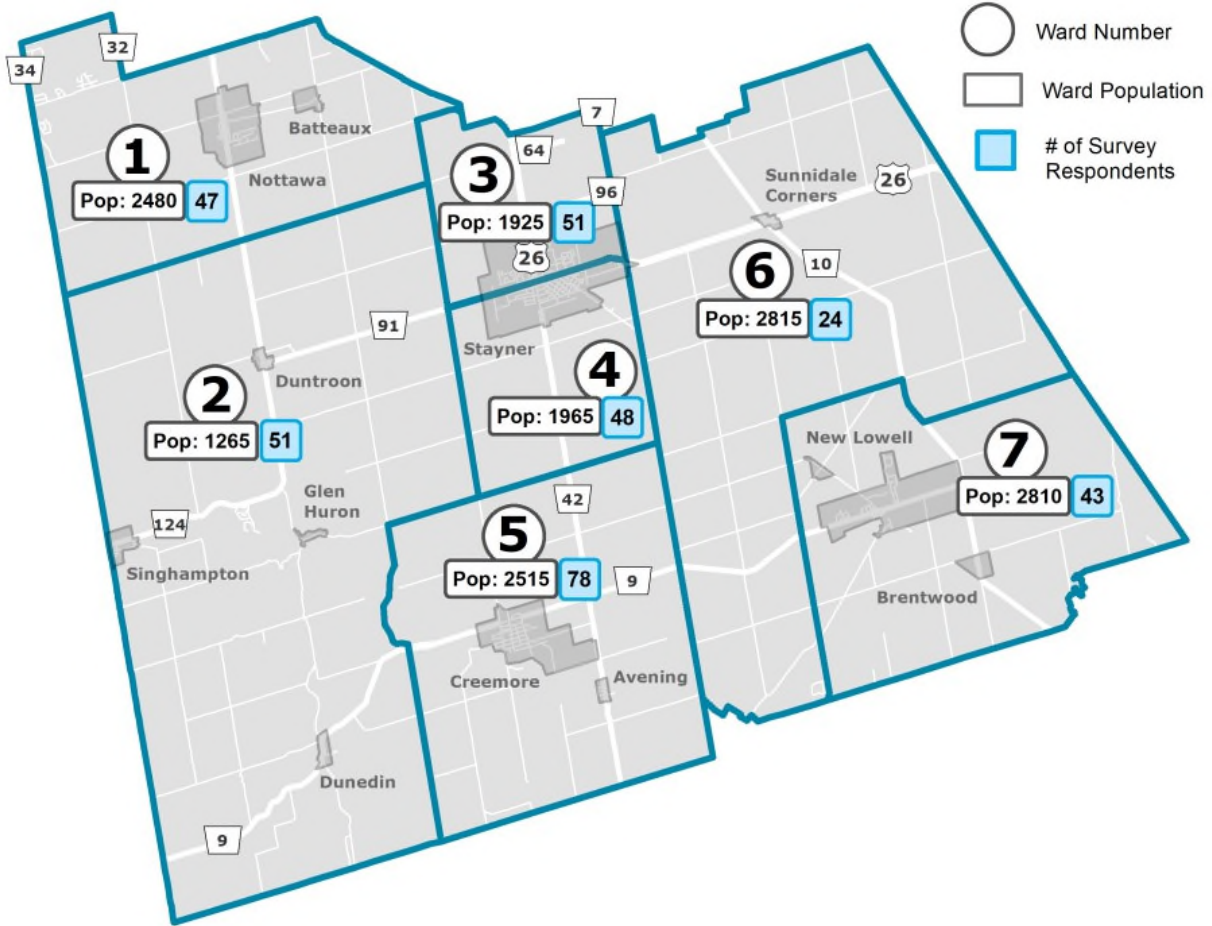 32
34
Batteaux
1
Nottawa
Pop: 2480
47
7
64
3
96
Pop: 1925
51
26
Sunnidale
Corners
26
6
10
Pop: 2815
24
91
Stayner
Duntroon
2
Pop: 1265
51
4
Pop: 1965
48
New Lowell
7
Pop: 2810
43
Glen
Huron
124
Singhampton
42
5
Pop: 2515
78
9
Brentwood
Creemore
Avening
Dunedin
9
Ward Number
Ward Population
# of Survey
Respondents